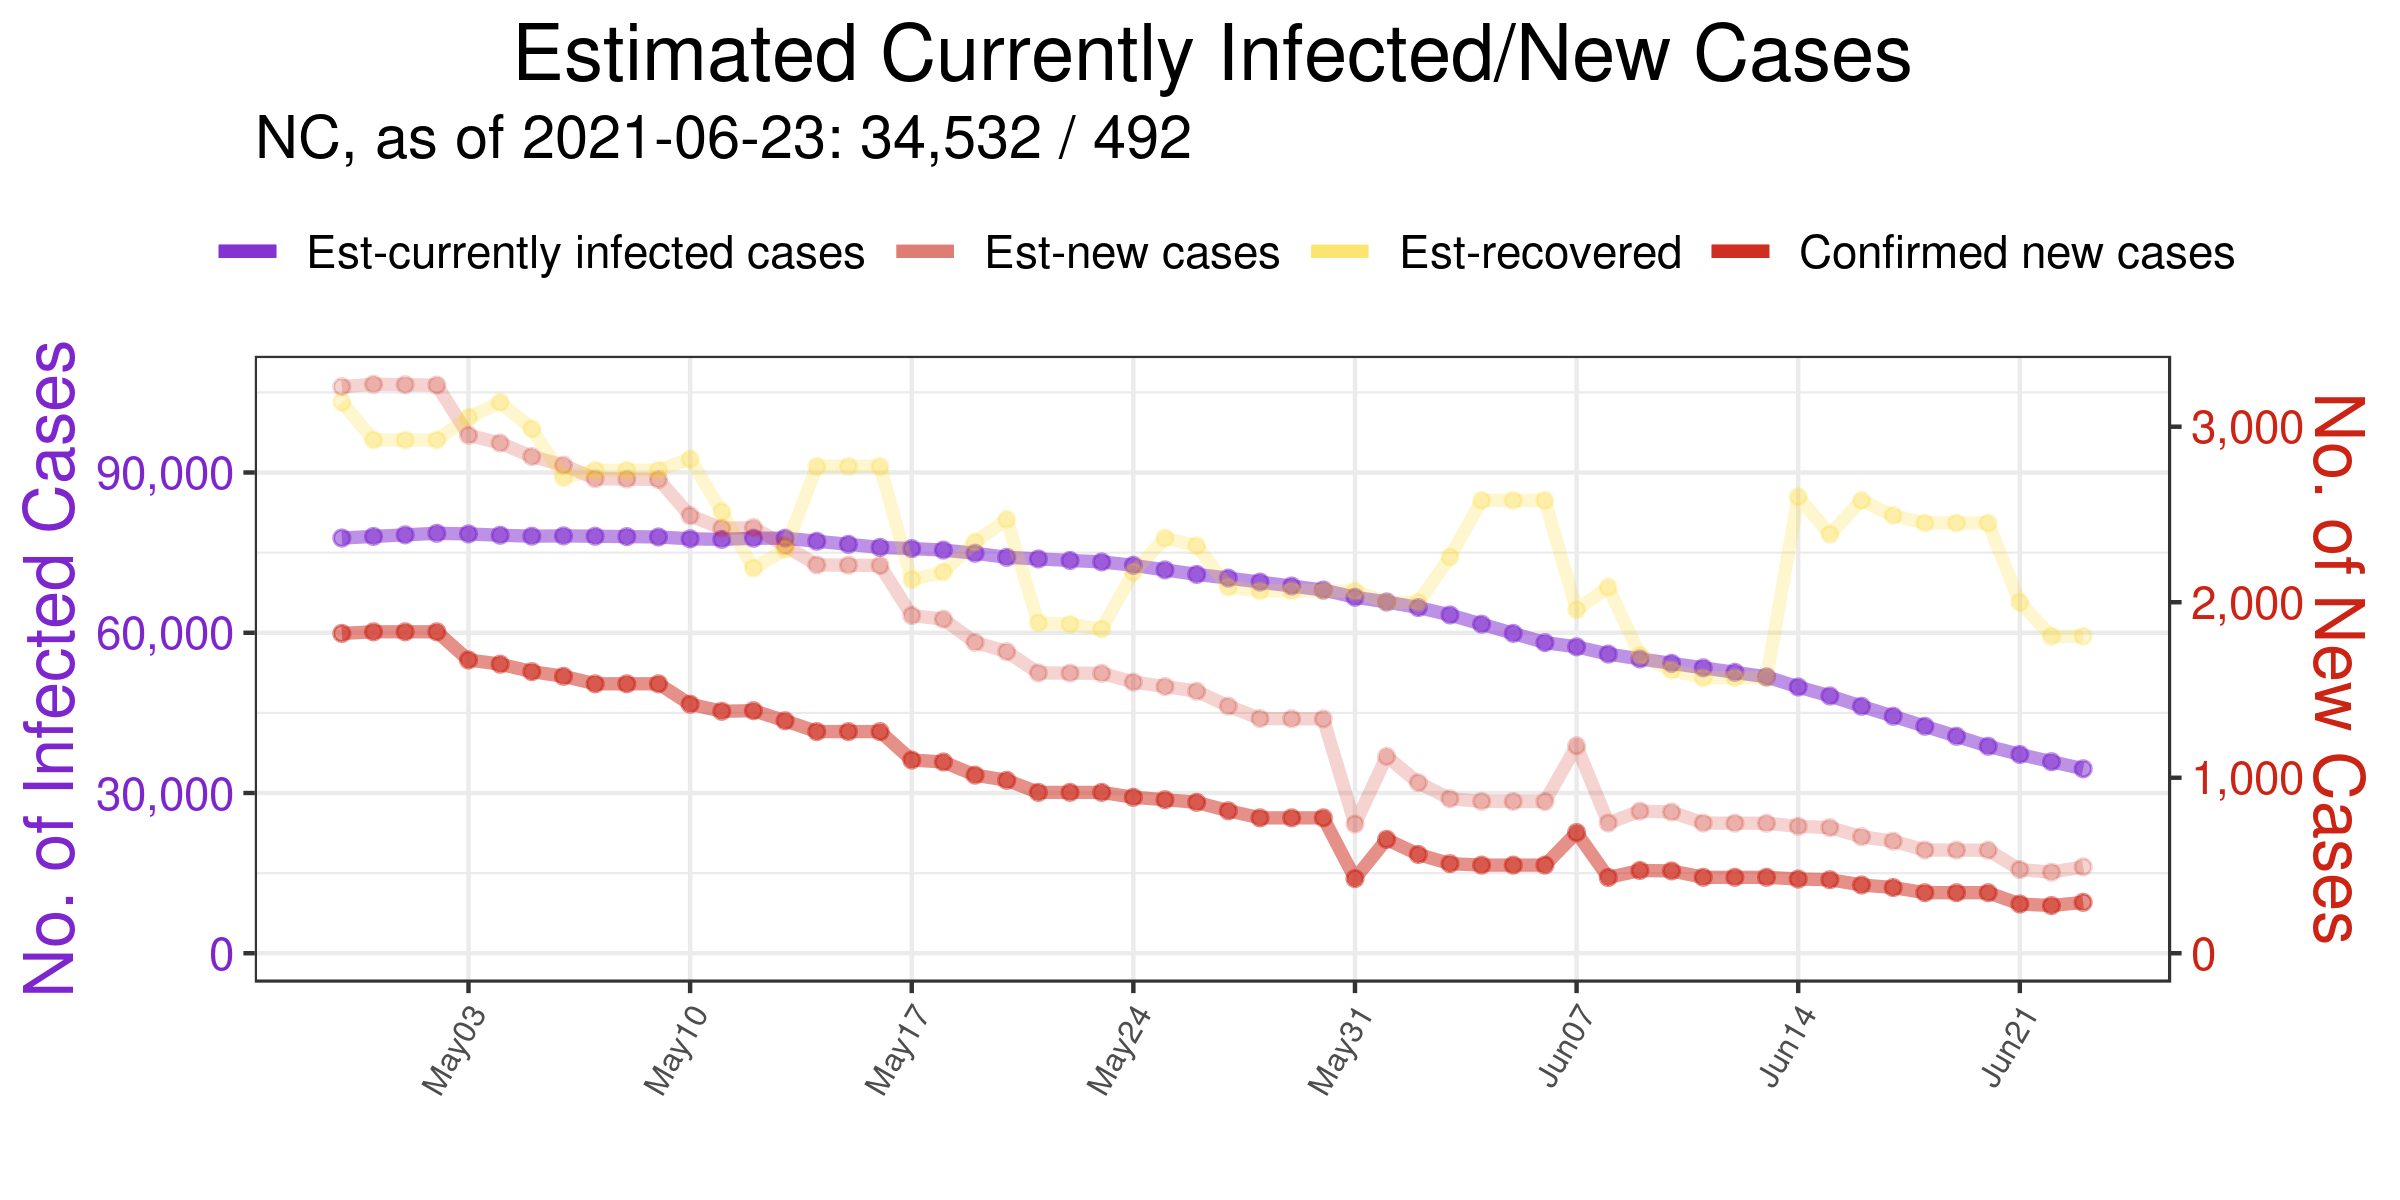 Estimated Currently Infected/New Cases
NC, as of 2021-06-23: 34,532 / 492
Est-currently infected cases Est-new cases Est-recovered Confirmed new cases
No. of Infected Cases
90,000
60,000
30,000
0
3,000
2,000
1,000
0
No. of New Cases
May03 May10 May17 May24 May31 Jun07 Jun14 Jun21